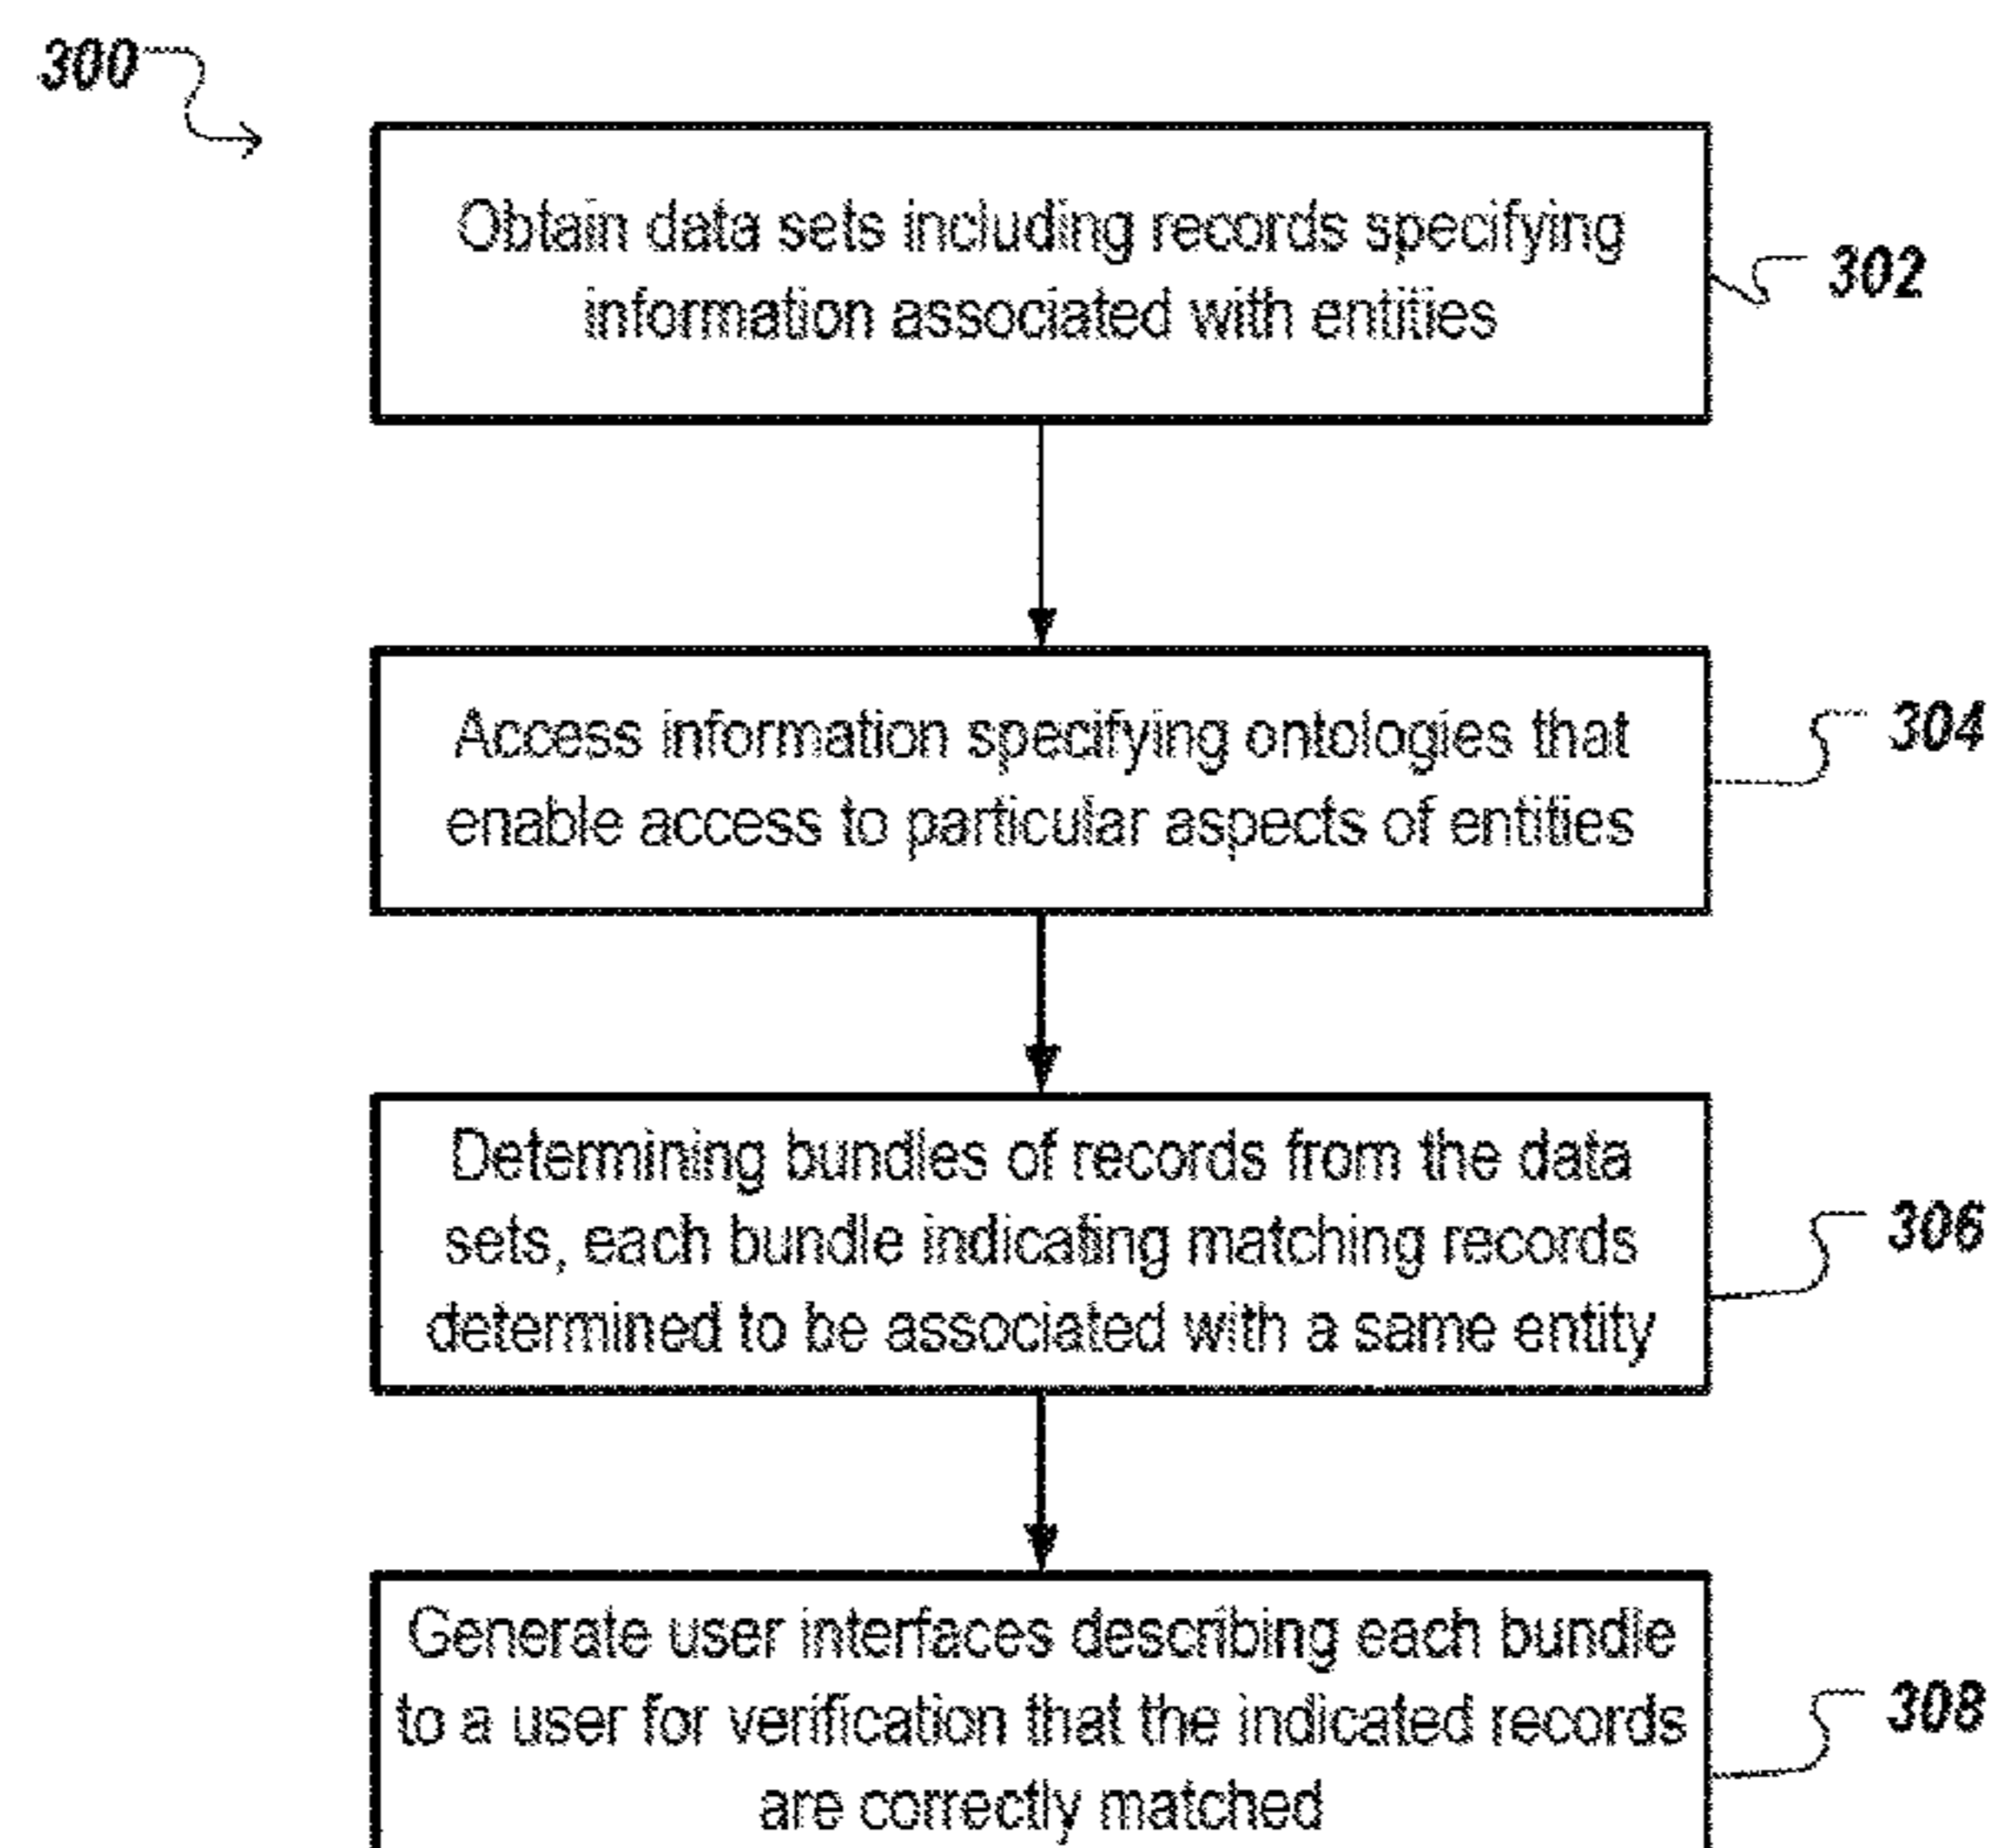 300
Obtain data sets including records specifying
information associated with entities
302
Access information specifying ontologies that
enable access to particular aspects of entities
304
Determining bundles of records from the data
sets, each bundle indicating matching records
determined to be associated with a same entity
306
Generate user interfaces describing each bundle
to a user for verification that the indicated records
are correctly matched
308